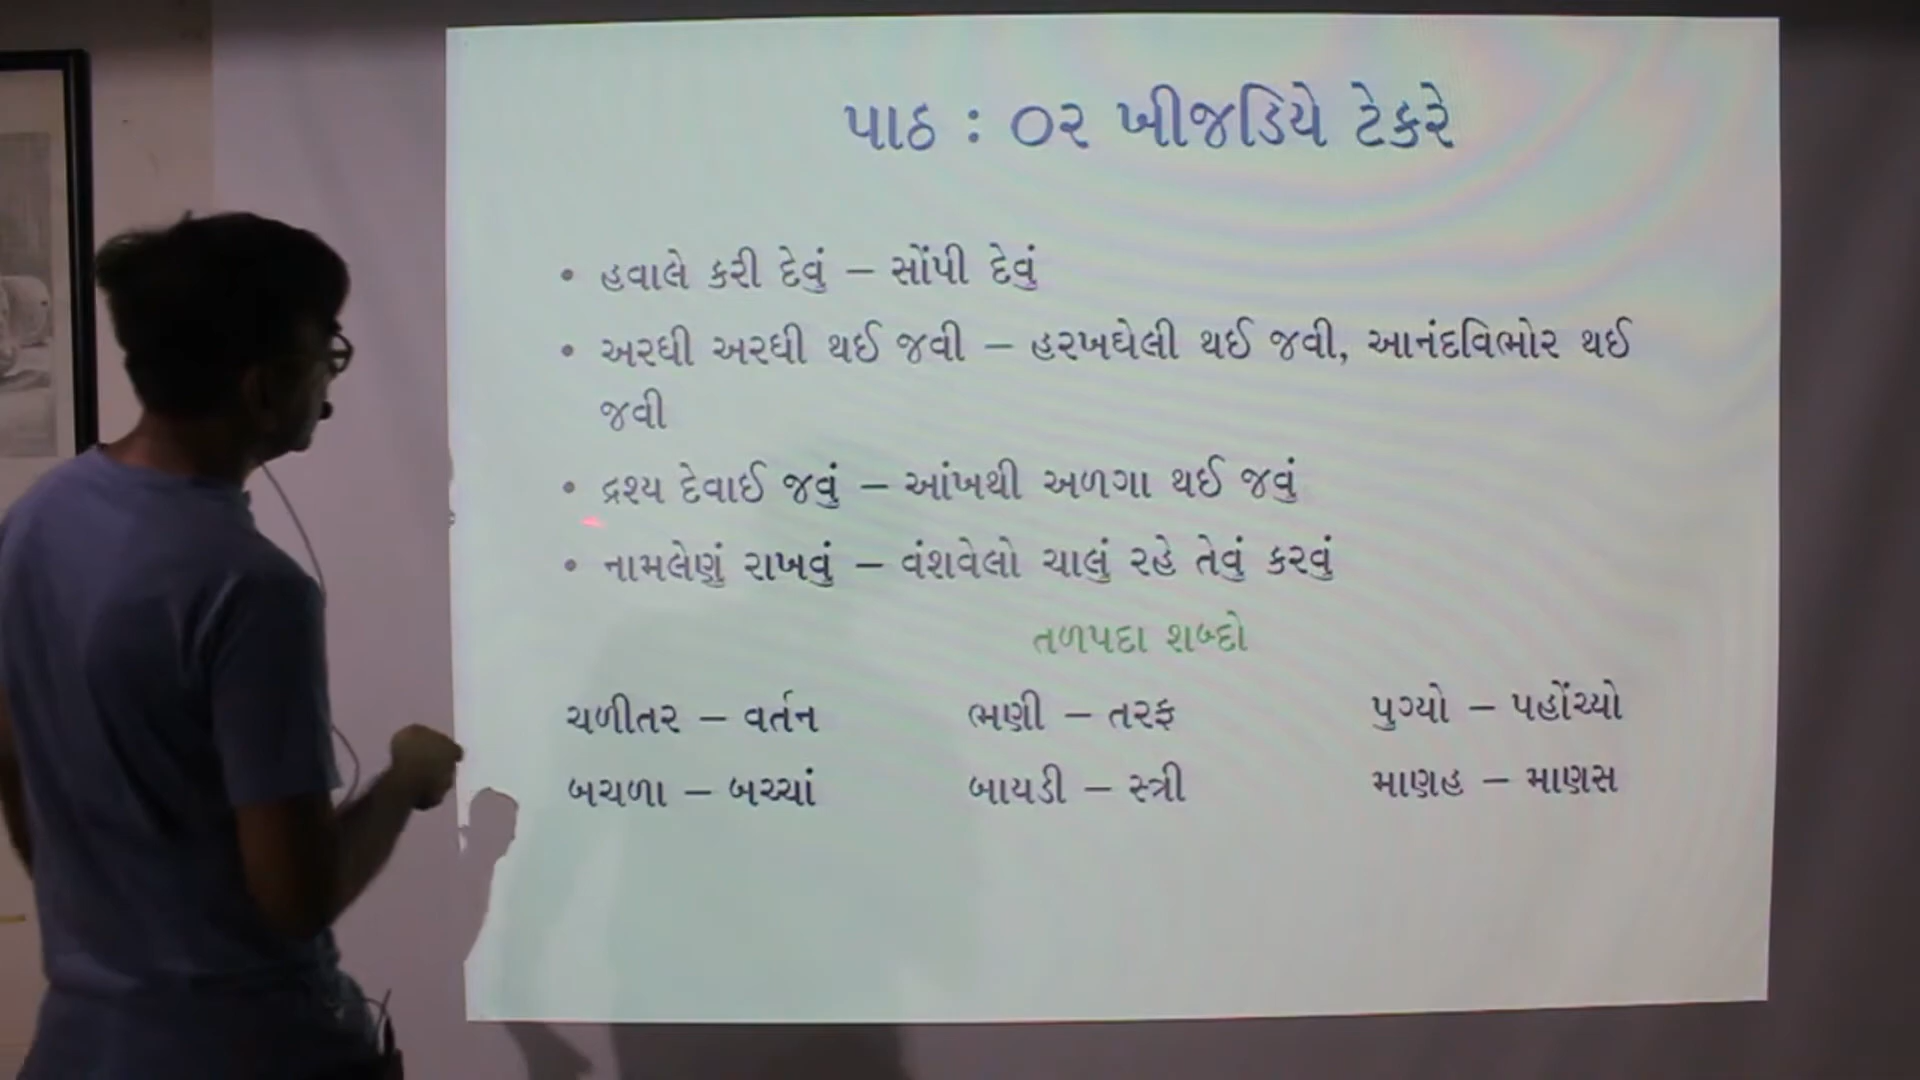 પાઠ : ૦૨ ખીજડિયે ટેકરે
• હવાલે કરી દેવું – સોંપી દેવું
• અરધી અરધી થઈ જવી – હરખઘેલી થઈ જવી, આનંદવિભોર થઈ
જવી
• દ્રશ્ય દેવાઈ જવું – આંખથી અળગા થઈ જવું
• નામલેણું રાખવું – વંશવેલો ચાલું રહે તેવું કરવું
તળપદા શબ્દો
ચળીતર – વર્તન ભણી – તરફ પુગ્યો – પહોંચ્યો
બચળા – બચ્ચાં બાયડી – સ્ત્રી માણહ – માણસ